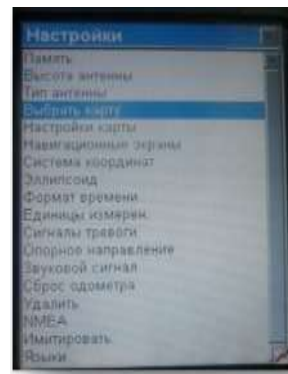 Настройки
Память
Высота антенны
Тип антенны
Выбрать карту
Настройки карты
Навигационные экраны
Система координат
Эллипсоид
Формат времени
Единицы измерен.
Сигналы тревоги
Опорное направление
Звуковой сигнал
Сброс одометра
Удалить
NMEA
Имитировать
Языки